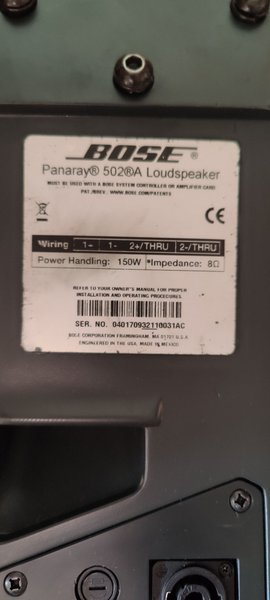 BOSE®
Panaray® 502®A Loudspeaker
MUST BE USED WITH A BOSE SYSTEM CONTROLLER OR AMPLIFIER CARD
PAT./ABREV. WWW.BOSE.COM/PATENTS
CE
Wiring 1+ 1- 2+/THRU 2-/THRU
Power Handling: 150W *Impedance: 8Ω
REFER TO YOUR OWNER'S MANUAL FOR PROPER
INSTALLATION AND OPERATING PROCEDURES
SER. NO. 040170932110031AC
BOSE CORPORATION FRAMINGHAM, MA 01701 U.S.A.
ENGINEERED IN THE USA. MADE IN MEXICO